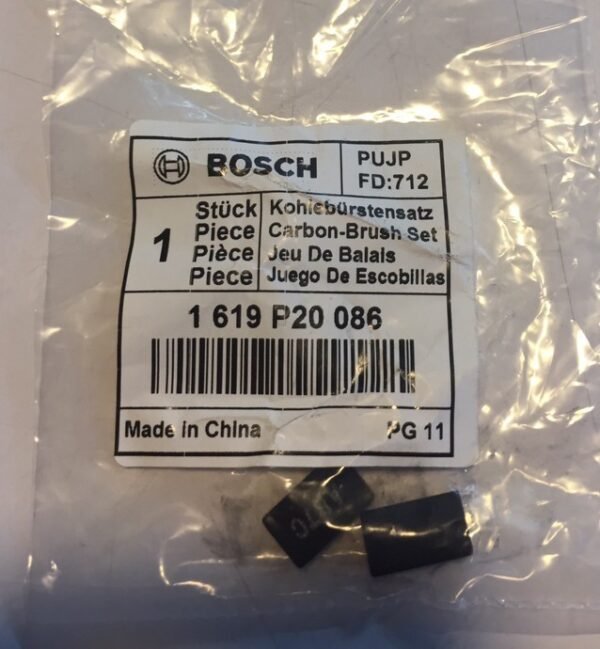 BOSCH
PUJP
FD:712
1
Stück Kohlebürstensatz
Piece Carbon-Brush Set
Pièce Jeu De Balais
Piece Juego De Escobillas
1 619 P20 086
Made in China
PG 11